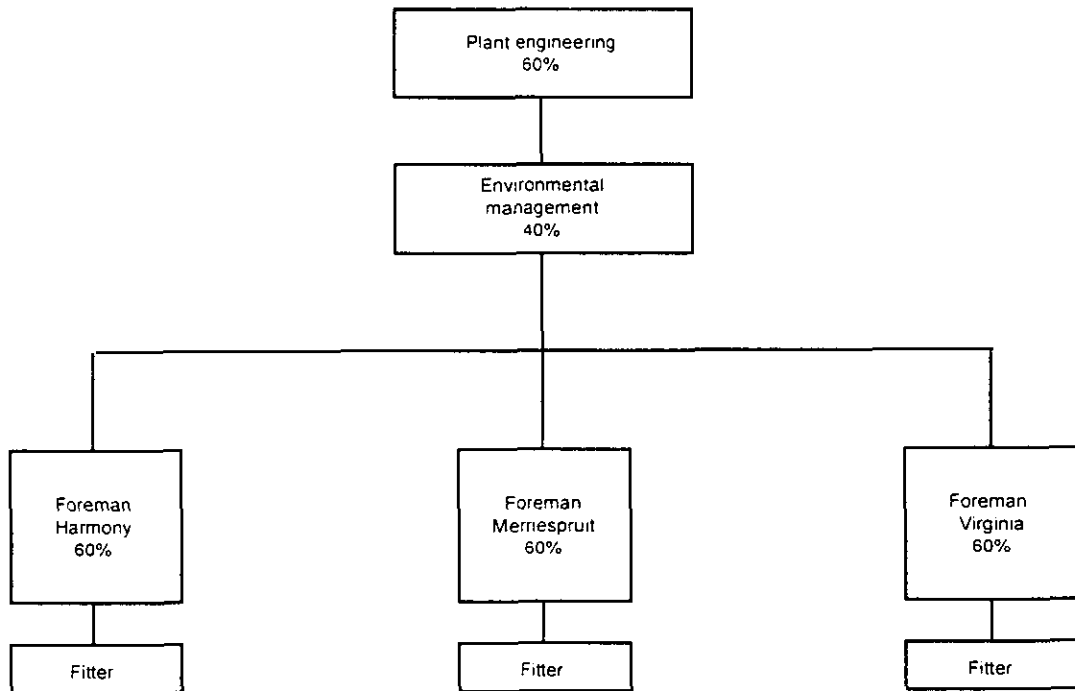 Plant engineering
60%
Environmental
management
40%
Foreman
Harmony
60%
Foreman
Merriespruit
60%
Foreman
Virginia
60%
Fitter
Fitter
Fitter